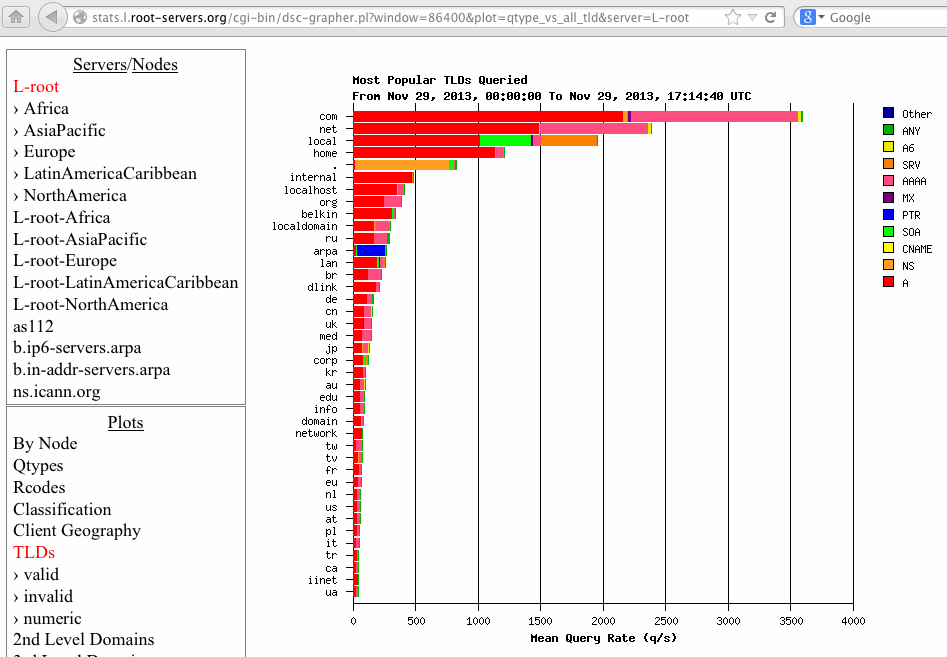 stats.l.root-servers.org/cgi-bin/dsc-grapher.pl?window=86400&plot=qtype_vs_all_tld&server=L-root
Google
Servers/Nodes
L-root
› Africa
› AsiaPacific
› Europe
› LatinAmericaCaribbean
› NorthAmerica
L-root-Africa
L-root-AsiaPacific
L-root-Europe
L-root-LatinAmericaCaribbean
L-root-NorthAmerica
as112
b.ip6-servers.arpa
b.in-addr-servers.arpa
ns.icann.org
Plots
By Node
Qtypes
Rcodes
Classification
Client Geography
TLDs
› valid
› invalid
› numeric
2nd Level Domains
Most Popular TLDs Queried
From Nov 29, 2013, 00:00:00 To Nov 29, 2013, 17:14:40 UTC
com
net
local
home
.
internal
localhost
org
belkin
localdomain
ru
arpa
lan
br
dlink
de
cn
uk
med
jp
corp
kr
au
edu
info
domain
network
tw
tv
fr
eu
nl
us
at
pl
it
tr
ca
iinet
ua
0 500 1000 1500 2000 2500 3000 3500 4000
Mean Query Rate (q/s)
Other
ANY
A6
SRV
AAAA
MX
PTR
SOA
CNAME
NS
A